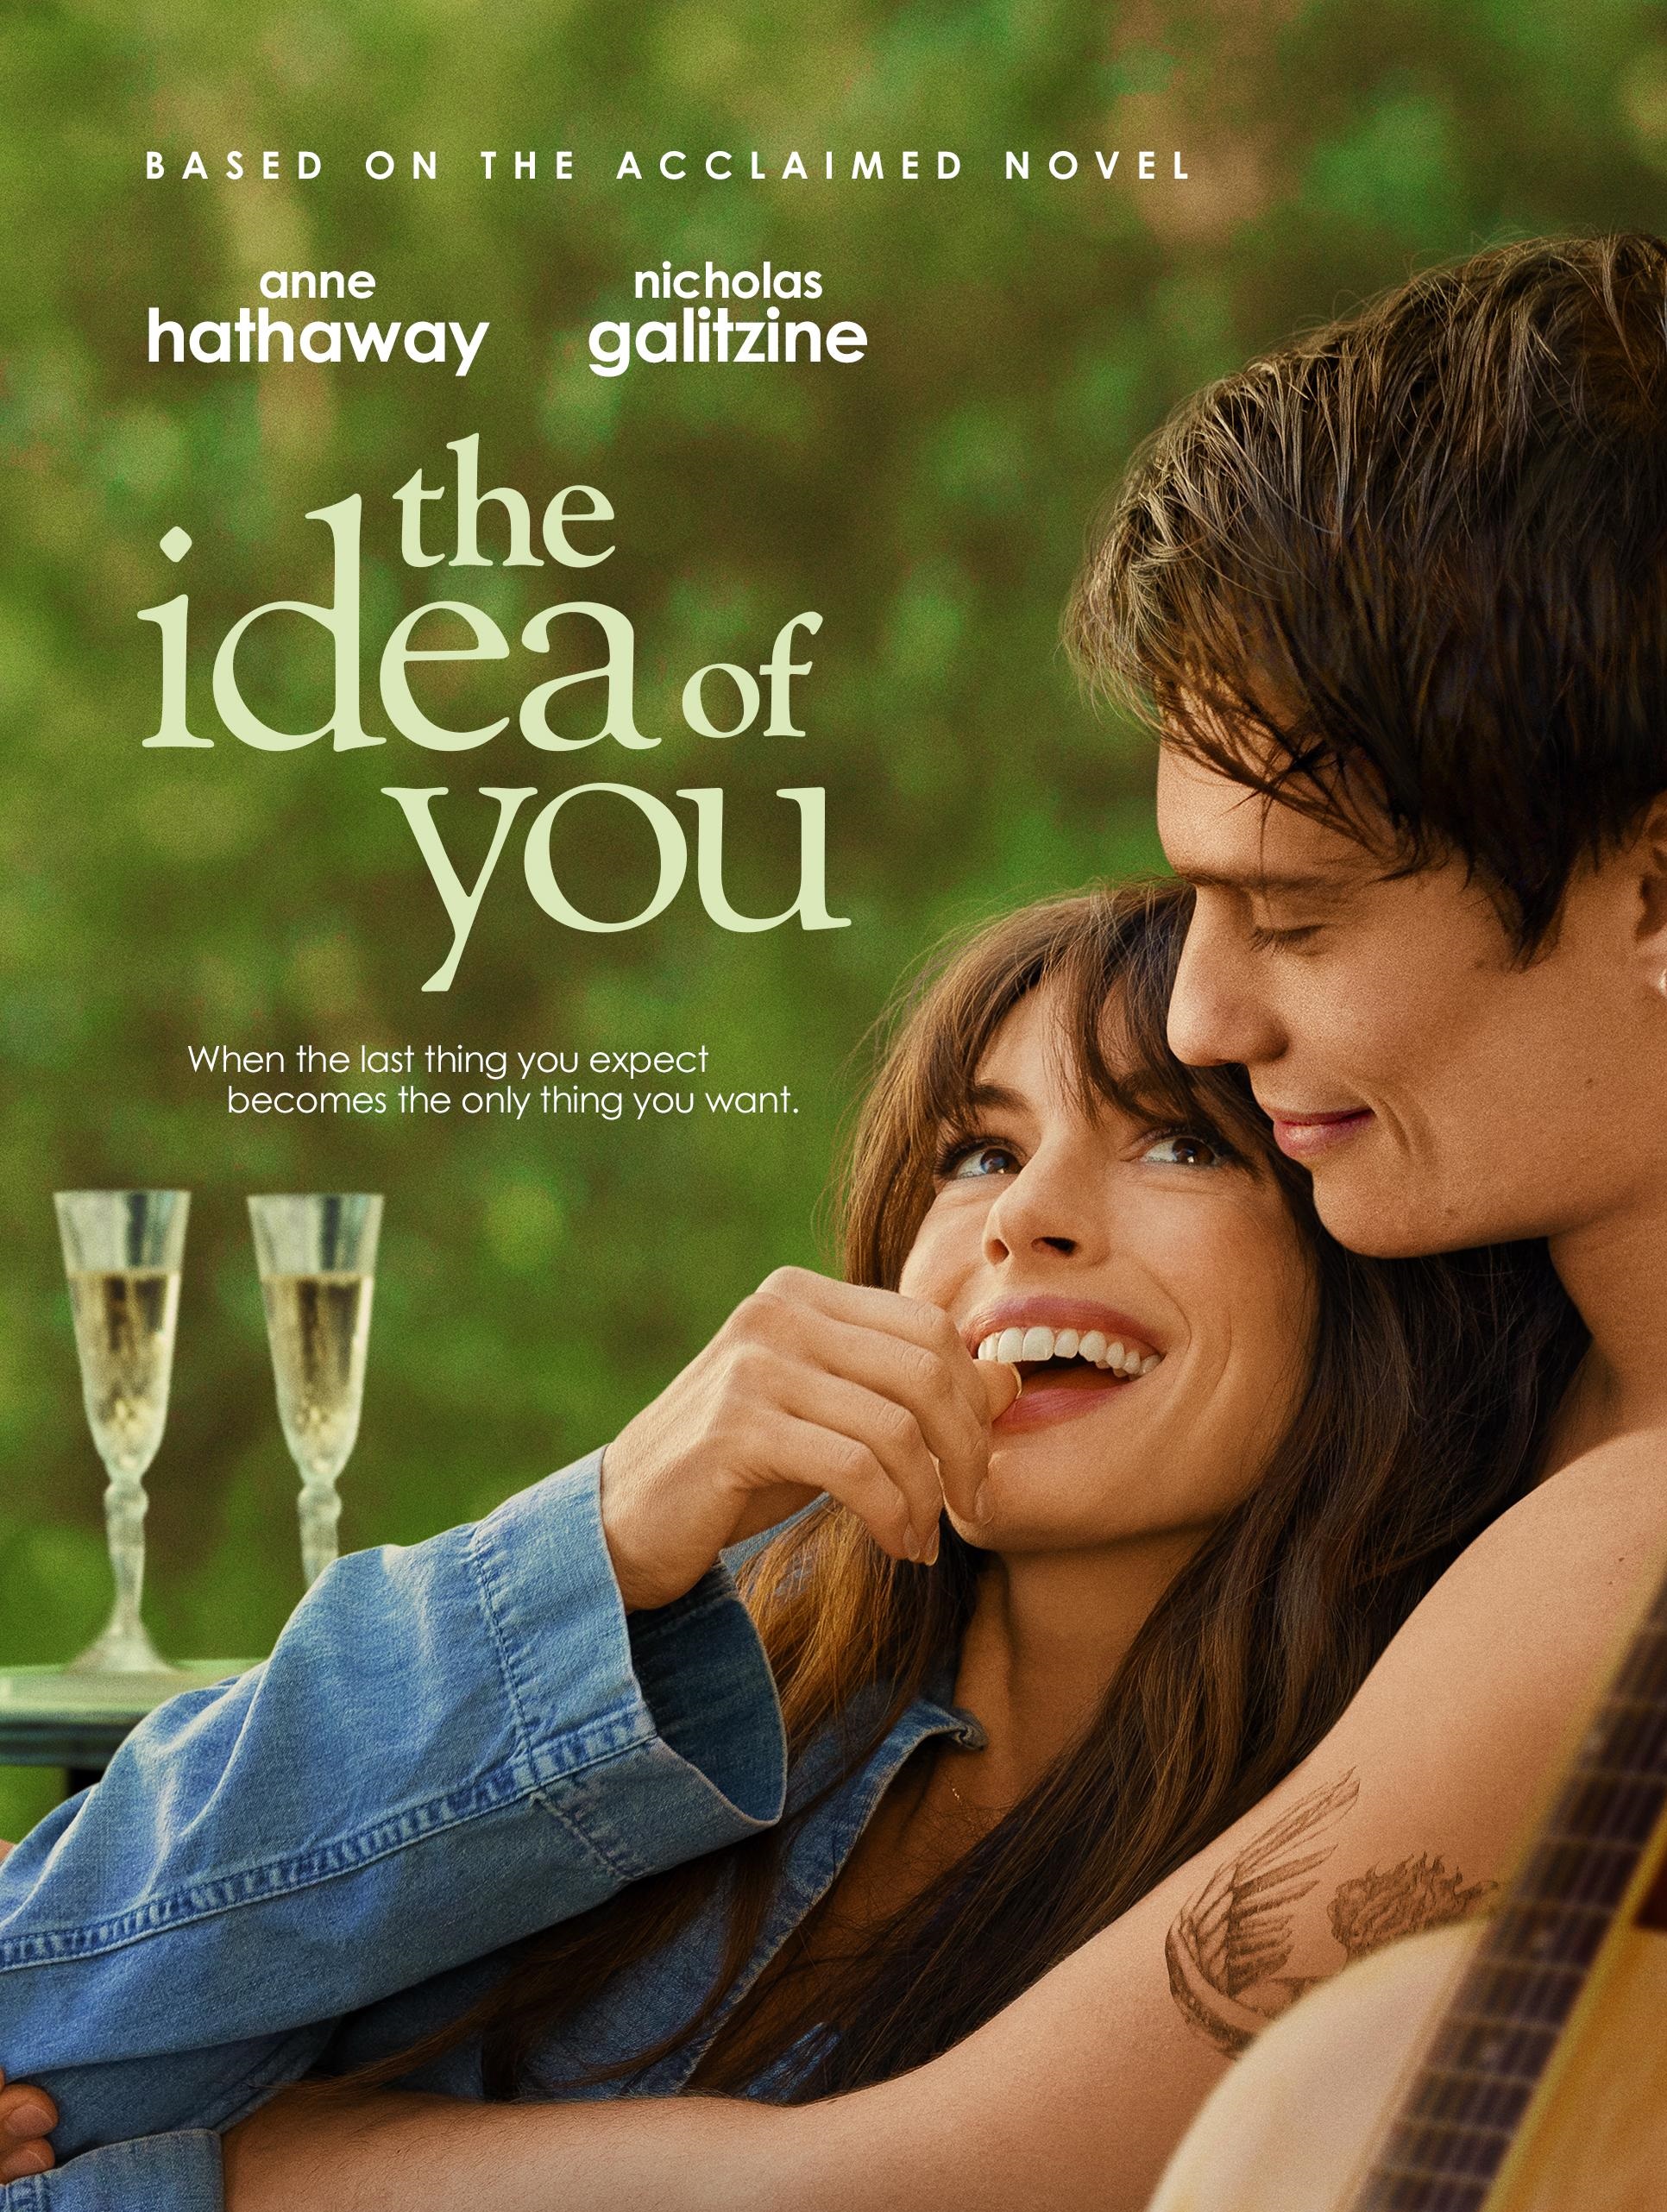 BASED ON THE ACCLAIMED NOVEL
anne hathaway
nicholas galitzine
the
idea of
you
When the last thing you expect
becomes the only thing you want.